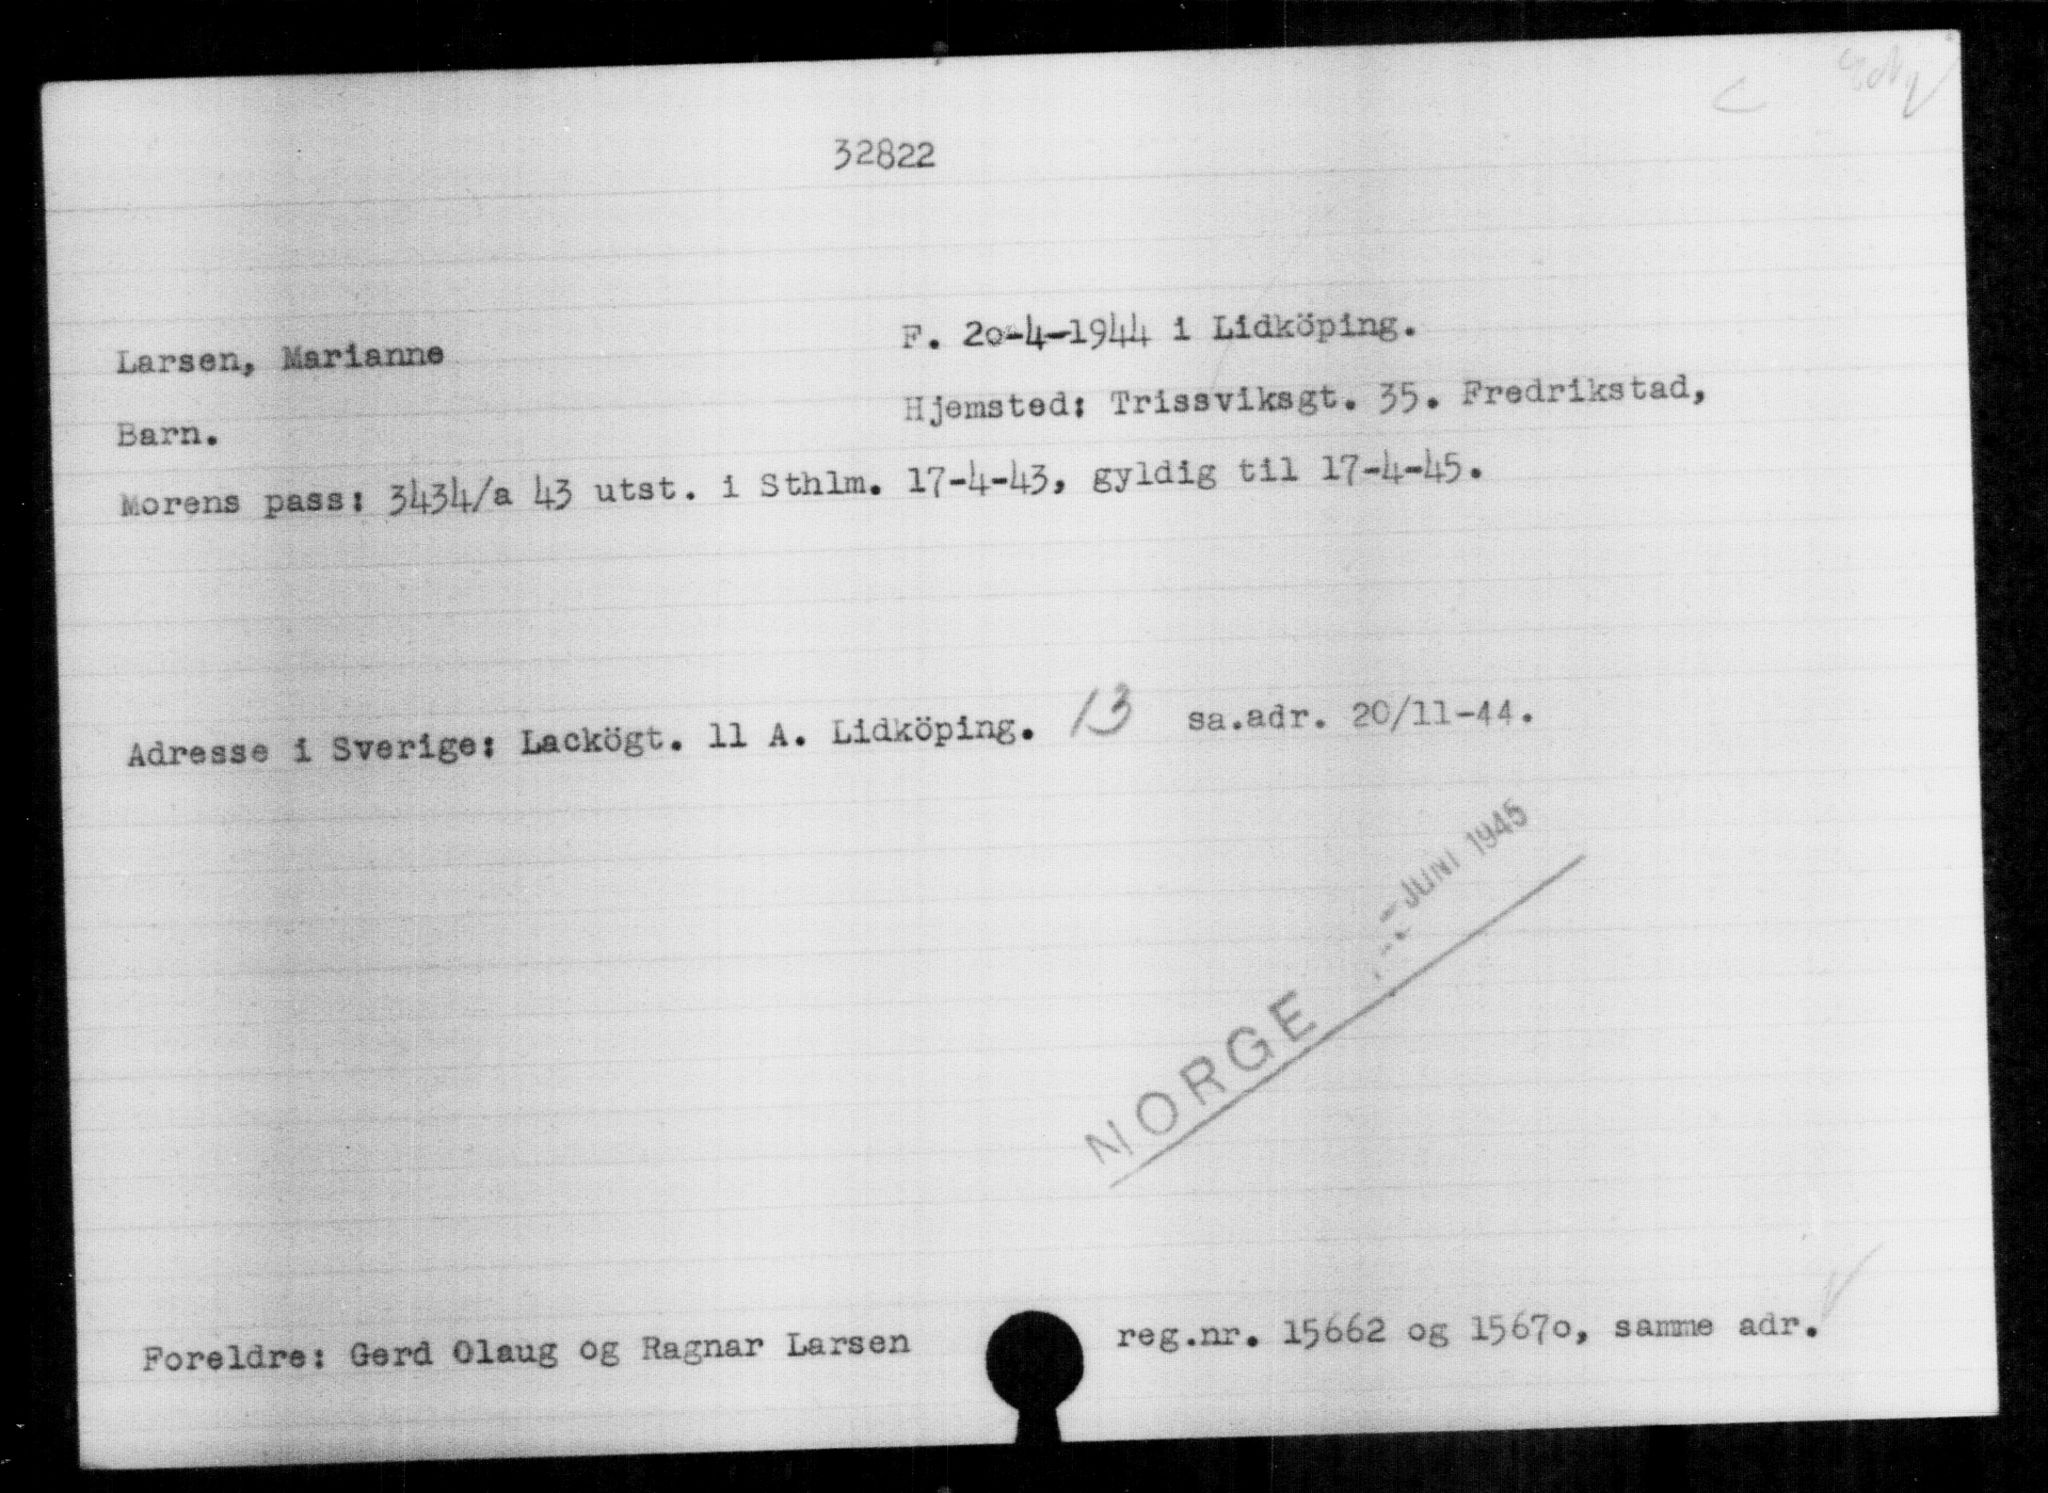 32822
Larsen, Marianne
F. 20-4-1944 i Lidköping.
Barn.
Hjemsted: Trissviksgt. 35. Fredrikstad,
Morens pass: 3434/a 43 utst. i Sthlm. 17-4-43, gyldig til 17-4-45.
Adresse i Sverige: Lackögt. 11 A. Lidköping. 13 sa.adr. 20/11-44.
NORGE JUNI 1945
Foreldre: Gerd Olaug og Ragnar Larsen reg.nr. 15662 og 15670, samme adr.